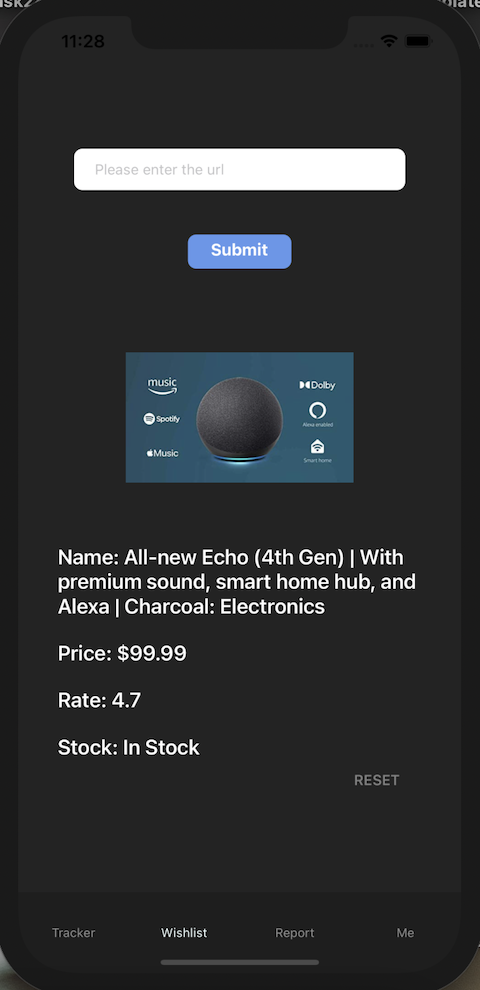 11:28
Please enter the url
Submit
music
Dolby
Spotify
Alexa enabled
Music
Smart home
Name: All-new Echo (4th Gen) | With
premium sound, smart home hub, and
Alexa | Charcoal: Electronics
Price: $99.99
Rate: 4.7
Stock: In Stock
RESET
Tracker
Wishlist
Report
Me